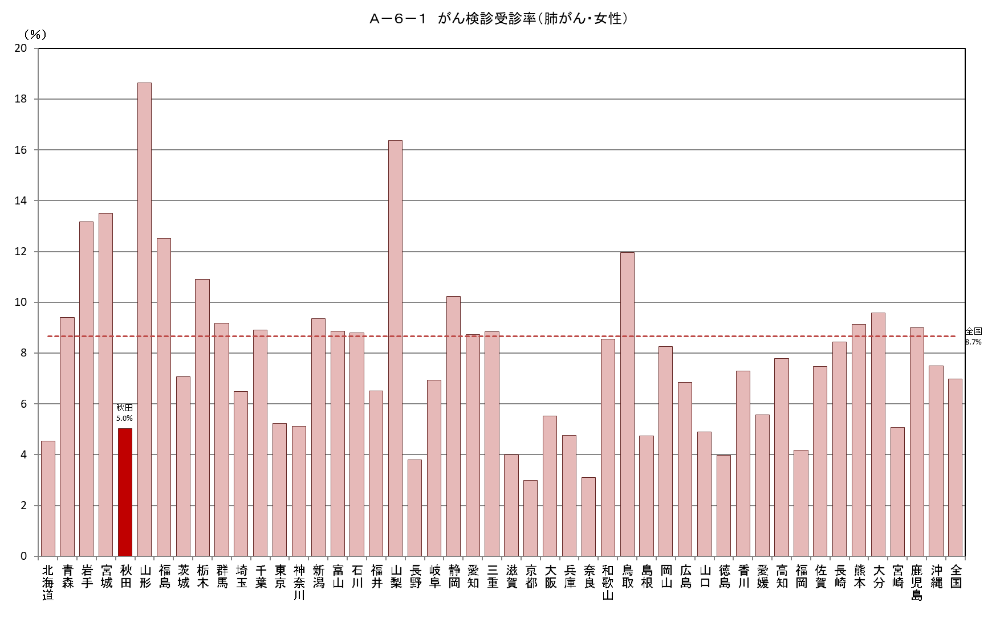 Ａ－６－１　がん検診受診率（肺がん・女性）
（％）
20
18
16
14
12
10
8
6
4
2
0
秋田
5.0%
全国
8.7%
北海道
青森
岩手
宮城
秋田
山形
福島
茨城
栃木
群馬
埼玉
千葉
東京
神奈川
新潟
富山
石川
福井
山梨
長野
岐阜
静岡
愛知
三重
滋賀
京都
大阪
兵庫
奈良
和歌山
鳥取
島根
岡山
広島
山口
徳島
香川
愛媛
高知
福岡
佐賀
長崎
熊本
大分
宮崎
鹿児島
沖縄
全国